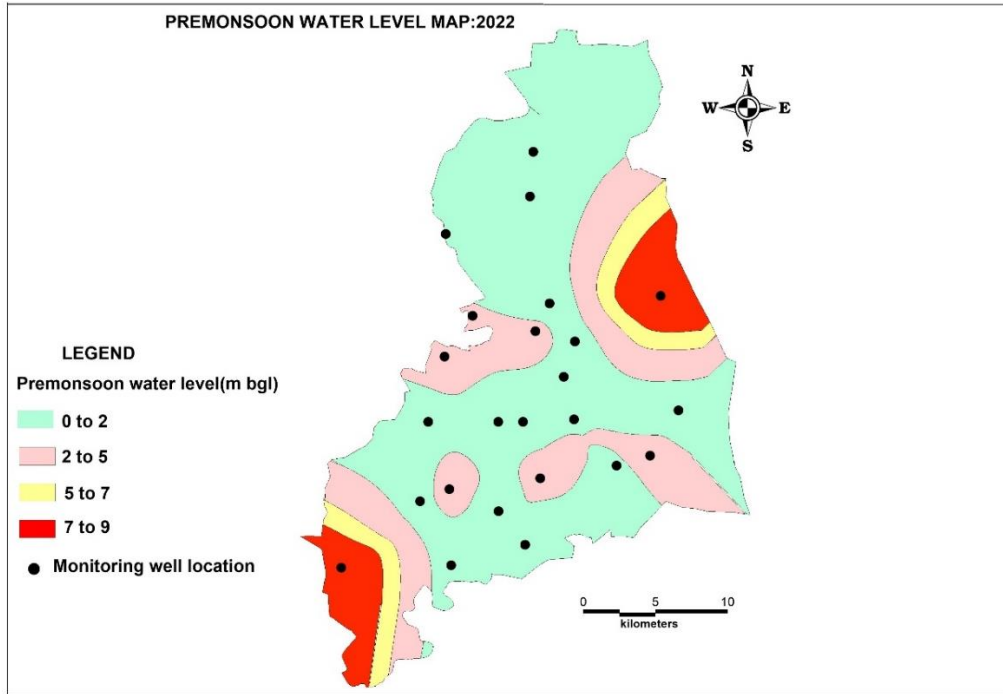 PREMONSOON WATER LEVEL MAP:2022
N
W E
S
LEGEND
Premonsoon water level(m bgl)
0 to 2
2 to 5
5 to 7
7 to 9
Monitoring well location
0 5 10
kilometers